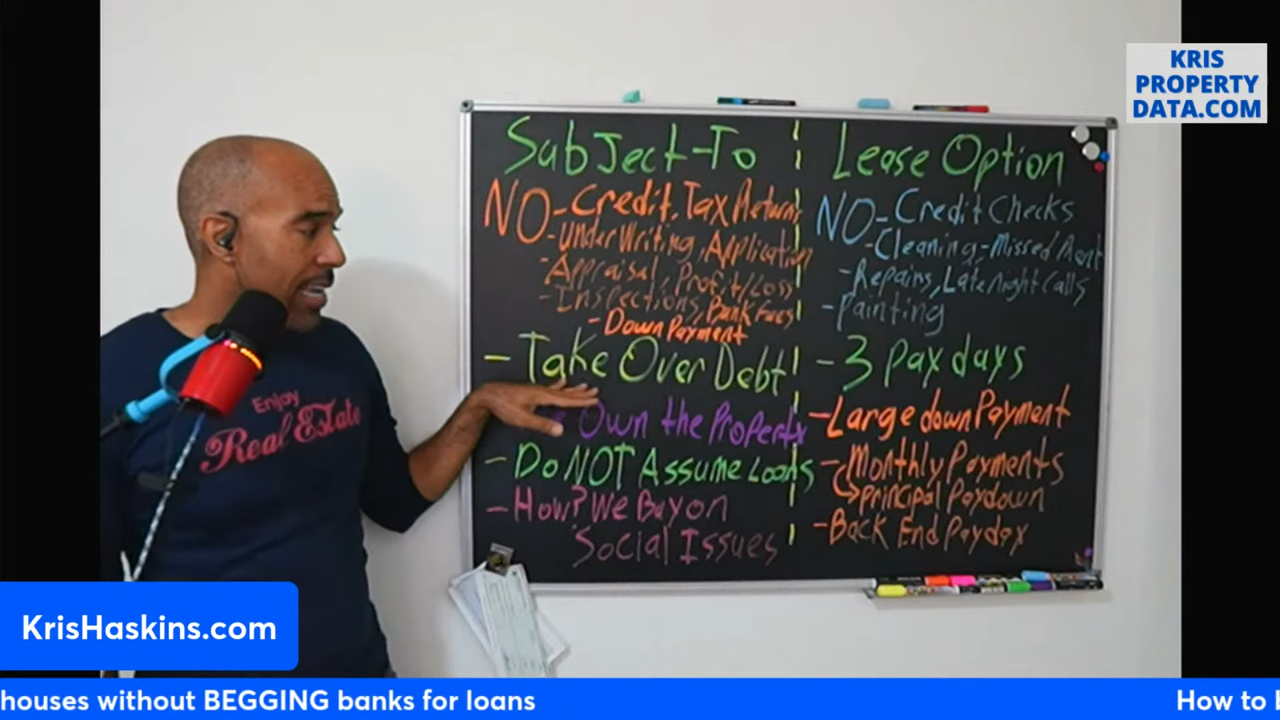 KRIS
PROPERTY
DATA.COM
Subject-To
NO-Credit, Tax Returns
-Underwriting, Application
-Appraisal, Profit/Loss
-Inspections, Bank Fees
-Down Payment
-Take Over Debt
Own the Property
-Do NOT Assume Loans
-How? We Buy on
Social Issues
Lease Option
NO-Credit Checks
-Cleaning-Missed
-Repairs, Late Night Calls
-Painting
-3 Paydays
-Large down Payment
-Monthly Payments
Principal Paydown
-Back End Payday
Enjoy
Real Estate
KrisHaskins.com
houses without BEGGING banks for loans
How to